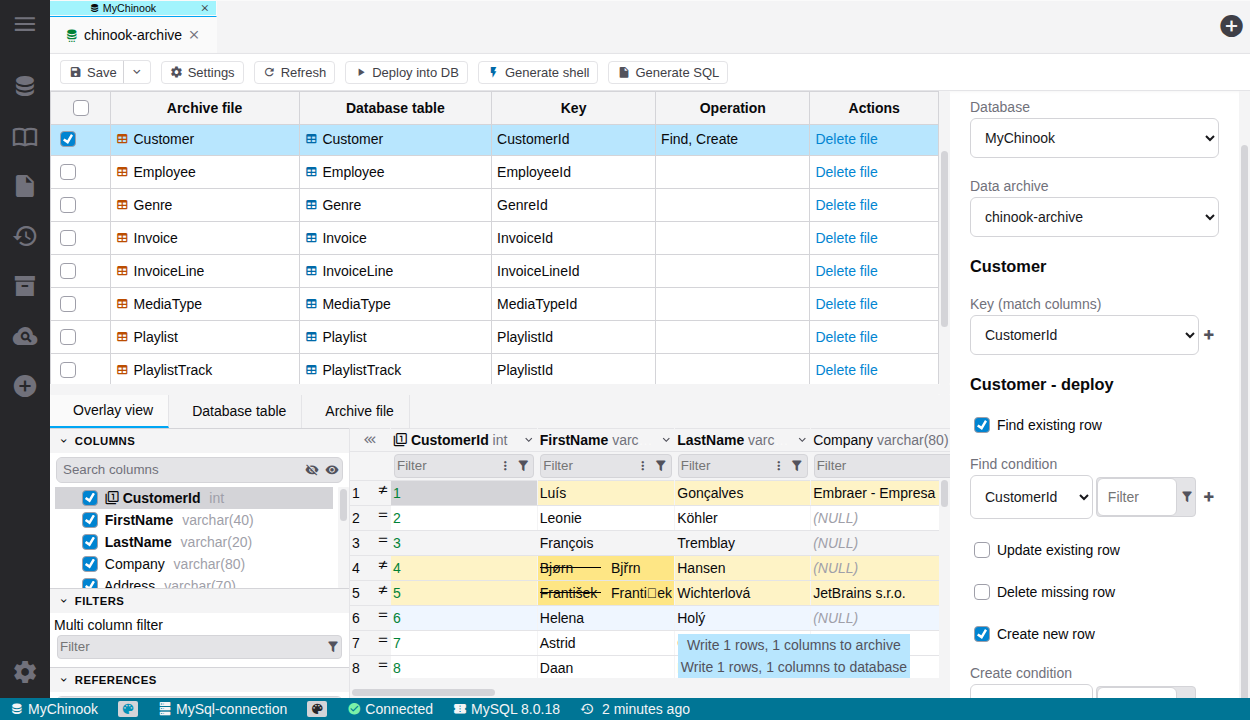 MyChinook
chinook-archive
Save Settings Refresh Deploy into DB Generate shell Generate SQL
Archive file Database table Key Operation Actions
Customer Customer CustomerId Find, Create Delete file
Employee Employee EmployeeId Delete file
Genre Genre GenreId Delete file
Invoice Invoice InvoiceId Delete file
InvoiceLine InvoiceLine InvoiceLineId Delete file
MediaType MediaType MediaTypeId Delete file
Playlist Playlist PlaylistId Delete file
PlaylistTrack PlaylistTrack PlaylistId Delete file
Overlay view Database table Archive file
COLUMNS
Search columns
CustomerId int
FirstName varchar(40)
LastName varchar(20)
Company varchar(80)
Address varchar(70)
FILTERS
Multi column filter
Filter
REFERENCES
CustomerId int FirstName varc LastName varc Company varchar(80)
Filter Filter Filter Filter
1 ≠ 1 Luís Gonçalves Embraer - Empresa
2 = 2 Leonie Köhler (NULL)
3 = 3 François Tremblay (NULL)
4 ≠ 4 Bjørn Bjřrn Hansen (NULL)
5 ≠ 5 František Franti□ek Wichterlová JetBrains s.r.o.
6 = 6 Helena Holý (NULL)
7 = 7 Astrid
8 = 8 Daan
Write 1 rows, 1 columns to archive
Write 1 rows, 1 columns to database
Database
MyChinook
Data archive
chinook-archive
Customer
Key (match columns)
CustomerId
Customer - deploy
Find existing row
Find condition
CustomerId Filter
Update existing row
Delete missing row
Create new row
Create condition
MyChinook MySql-connection Connected MySQL 8.0.18 2 minutes ago